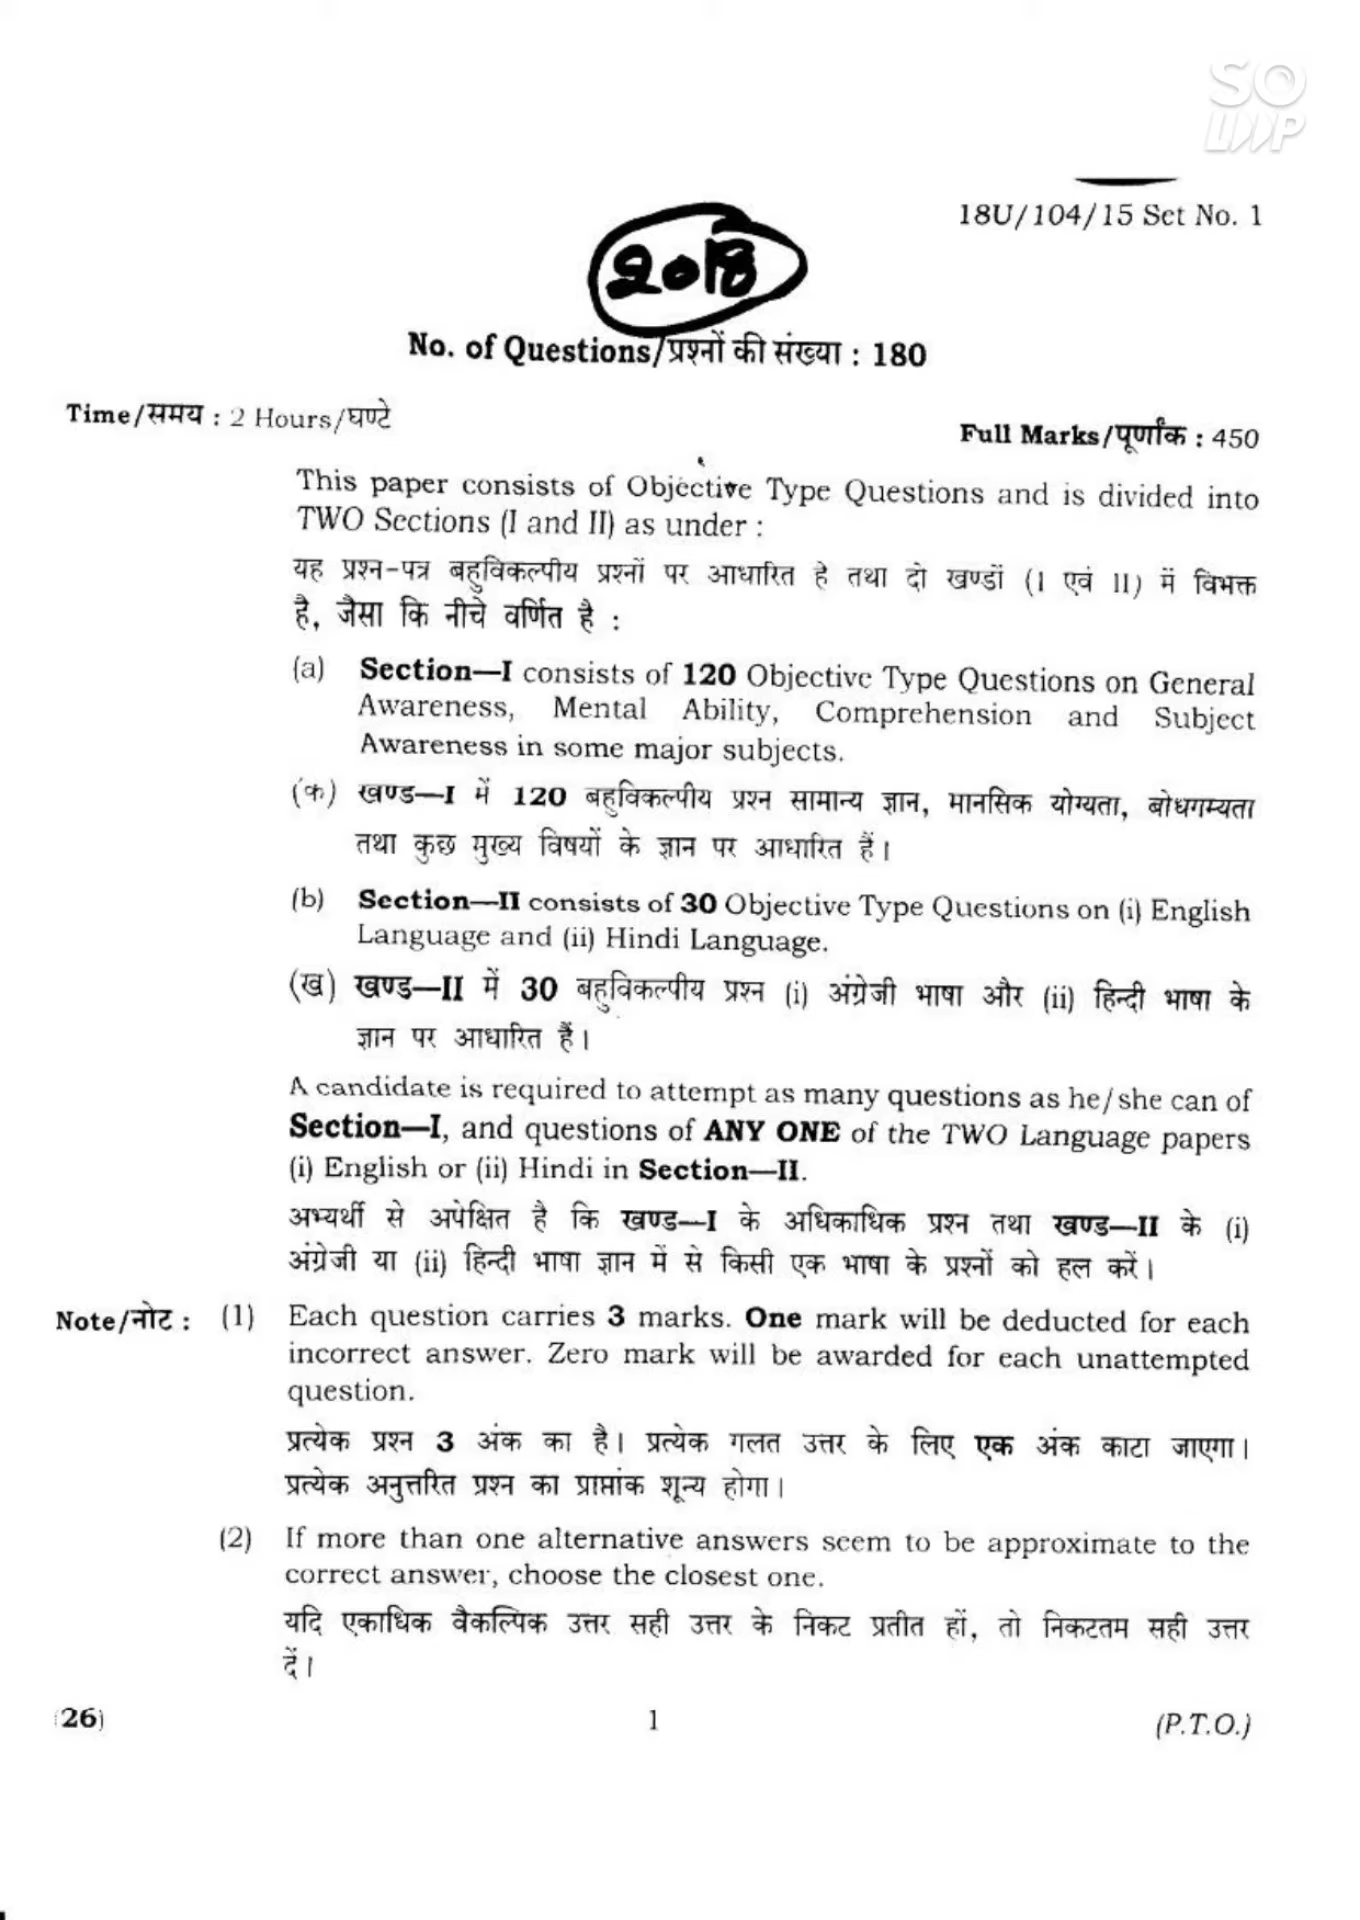 SO
LOOP
18U/104/15 Set No. 1
2018
No. of Questions/प्रश्नों की संख्या : 180
Time/समय : 2 Hours/घण्टे
Full Marks/पूर्णांक : 450
This paper consists of Objective Type Questions and is divided into
TWO Sections (I and II) as under :
यह प्रश्न-पत्र बहुविकल्पीय प्रश्नों पर आधारित है तथा दो खण्डों (I एवं II) में विभक्त
है, जैसा कि नीचे वर्णित है :
(a) Section—I consists of 120 Objective Type Questions on General
Awareness, Mental Ability, Comprehension and Subject
Awareness in some major subjects.
(क) खण्ड—I में 120 बहुविकल्पीय प्रश्न सामान्य ज्ञान, मानसिक योग्यता, बोधगम्यता
तथा कुछ मुख्य विषयों के ज्ञान पर आधारित हैं।
(b) Section—II consists of 30 Objective Type Questions on (i) English
Language and (ii) Hindi Language.
(ख) खण्ड—II में 30 बहुविकल्पीय प्रश्न (i) अंग्रेजी भाषा और (ii) हिन्दी भाषा के
ज्ञान पर आधारित हैं।
A candidate is required to attempt as many questions as he/she can of
Section—I, and questions of ANY ONE of the TWO Language papers
(i) English or (ii) Hindi in Section—II.
अभ्यर्थी से अपेक्षित है कि खण्ड—I के अधिकाधिक प्रश्न तथा खण्ड—II के (i)
अंग्रेजी या (ii) हिन्दी भाषा ज्ञान में से किसी एक भाषा के प्रश्नों को हल करें।
Note/नोट : (1) Each question carries 3 marks. One mark will be deducted for each
incorrect answer. Zero mark will be awarded for each unattempted
question.
प्रत्येक प्रश्न 3 अंक का है। प्रत्येक गलत उत्तर के लिए एक अंक काटा जाएगा।
प्रत्येक अनुत्तरित प्रश्न का प्राप्तांक शून्य होगा।
(2) If more than one alternative answers seem to be approximate to the
correct answer, choose the closest one.
यदि एकाधिक वैकल्पिक उत्तर सही उत्तर के निकट प्रतीत हों, तो निकटतम सही उत्तर
दें।
(26) 1 (P.T.O.)